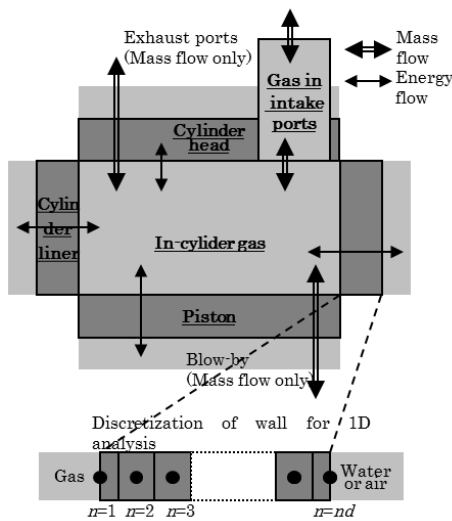 Exhaust ports
(Mass flow only)
Mass
flow
Energy
flow
Gas in
intake
ports
Cylinder
head
Cylin
der
liner
In-cylider gas
Piston
Blow-by
(Mass flow only)
Discretization of wall for 1D
analysis
Gas
Water
or air
n=1 n=2 n=3 n=nd